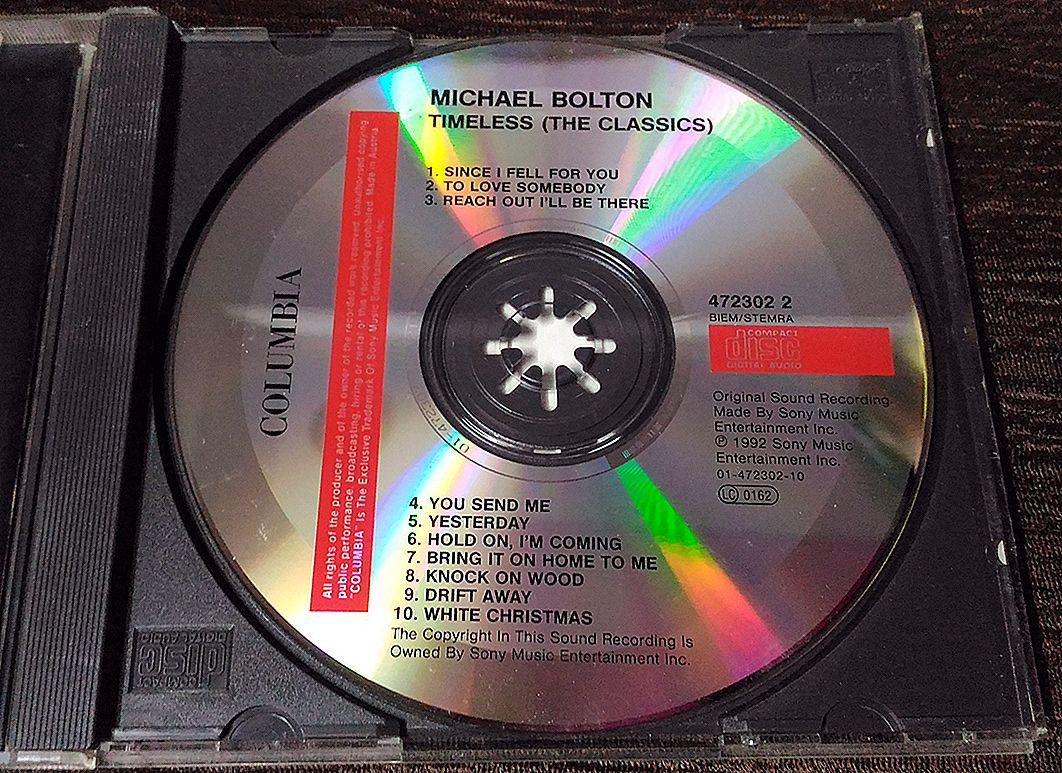 MICHAEL BOLTON
TIMELESS (THE CLASSICS)
1. SINCE I FELL FOR YOU
2. TO LOVE SOMEBODY
3. REACH OUT I'LL BE THERE
COLUMBIA
All rights of the producer and of the owner of the recorded work reserved. Unauthorised copying
public performance broadcasting, hiring or rental of this recording prohibited. Made in Austria
"COLUMBIA" Is The Exclusive Trademark Of Sony Music Entertainment Inc.
472302 2
BIEM/STEMRA
COMPACT
disc
DIGITAL AUDIO
Original Sound Recording
Made By Sony Music
Entertainment Inc.
℗ 1992 Sony Music
Entertainment Inc.
01-472302-10
LC 0162
4. YOU SEND ME
5. YESTERDAY
6. HOLD ON, I'M COMING
7. BRING IT ON HOME TO ME
8. KNOCK ON WOOD
9. DRIFT AWAY
10. WHITE CHRISTMAS
The Copyright In This Sound Recording Is
Owned By Sony Music Entertainment Inc.
COMPACT
disc
DIGITAL AUDIO